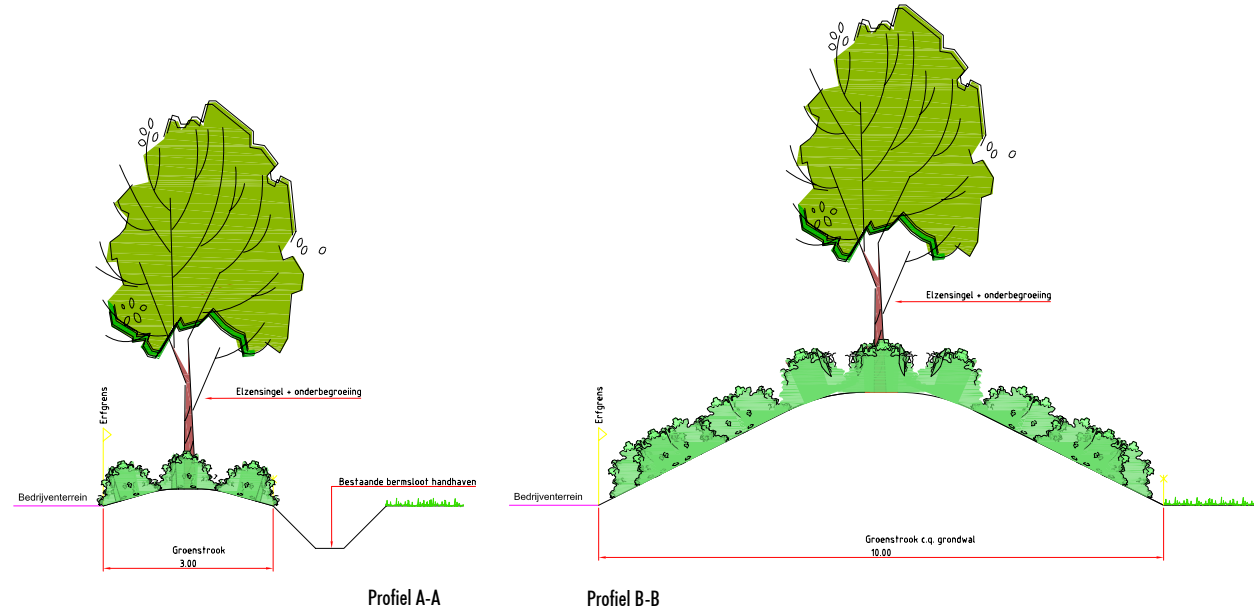 Elzensingel + onderbegroeiing
Erfgrens
Bestaande bermsloot handhaven
Bedrijventerrein
Groenstrook
3.00
Profiel A-A
Elzensingel + onderbegroeiing
Erfgrens
Bedrijventerrein
Groenstrook c.q. grondwal
10.00
Profiel B-B